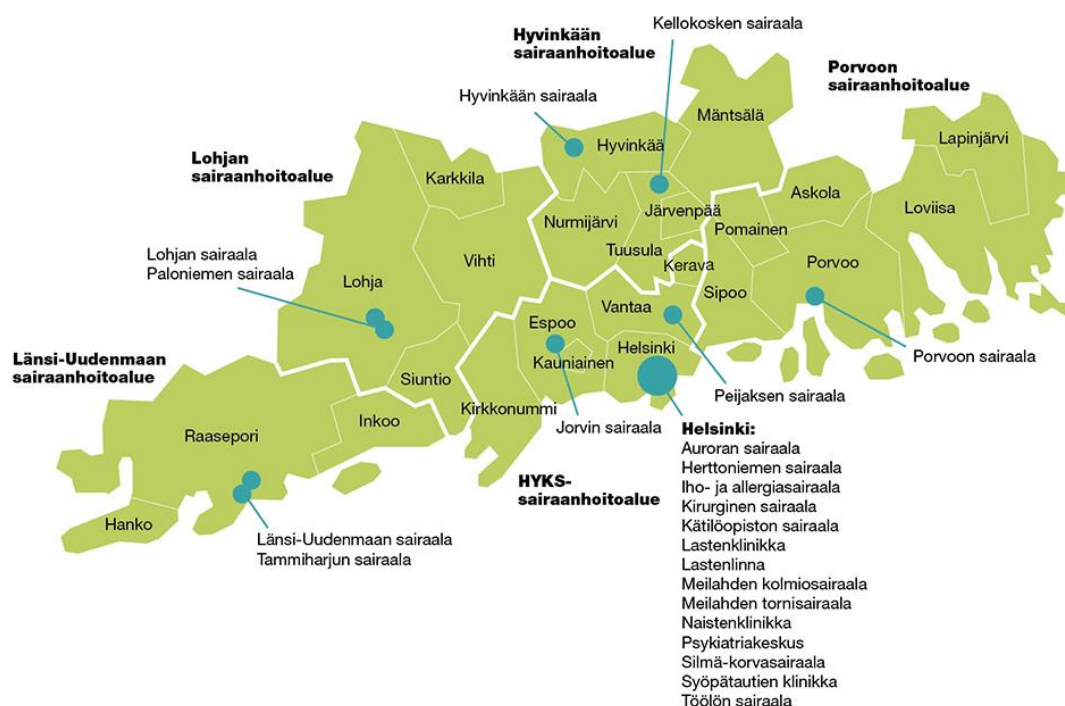 Kellokosken sairaala
Hyvinkään
sairaanhoitoalue
Porvoon
sairaanhoitoalue
Hyvinkään sairaala
Mäntsälä
Lapinjärvi
Hyvinkää
Lohjan
sairaanhoitoalue
Karkkila
Askola
Järvenpää
Loviisa
Nurmijärvi
Pornainen
Tuusula
Lohjan sairaala
Paloniemen sairaala
Vihti
Kerava
Porvoo
Lohja
Sipoo
Vantaa
Espoo
Länsi-Uudenmaan
sairaanhoitoalue
Helsinki
Porvoon sairaala
Kauniainen
Siuntio
Peijaksen sairaala
Kirkkonummi
Inkoo
Jorvin sairaala
Raasepori
Helsinki:
Auroran sairaala
Herttoniemen sairaala
Iho- ja allergiasairaala
Kirurginen sairaala
Kätilöopiston sairaala
Lastenklinikka
Lastenlinna
Meilahden kolmiosairaala
Meilahden tornisairaala
Naistenklinikka
Psykiatriakeskus
Silmä-korvasairaala
Syöpätautien klinikka
Töölön sairaala
HYKS-
sairaanhoitoalue
Hanko
Länsi-Uudenmaan sairaala
Tammiharjun sairaala